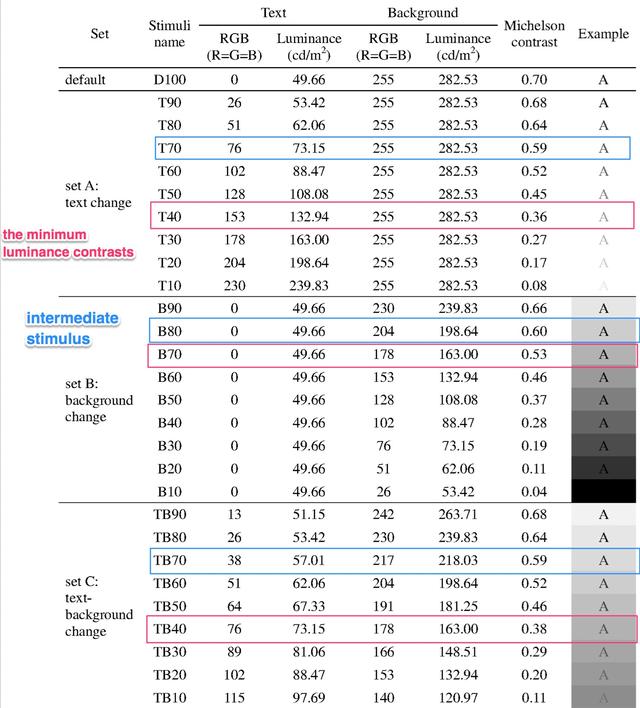 Set Stimuli name Text Background Michelson contrast Example
RGB (R=G=B) Luminance (cd/m²) RGB (R=G=B) Luminance (cd/m²)
default D100 0 49.66 255 282.53 0.70 A
set A: text change
T90 26 53.42 255 282.53 0.68 A
T80 51 62.06 255 282.53 0.64 A
T70 76 73.15 255 282.53 0.59 A
T60 102 88.47 255 282.53 0.52 A
T50 128 108.08 255 282.53 0.45 A
T40 153 132.94 255 282.53 0.36 A
T30 178 163.00 255 282.53 0.27 A
T20 204 198.64 255 282.53 0.17 A
T10 230 239.83 255 282.53 0.08 A
the minimum
luminance contrasts
intermediate
stimulus
set B: background change
B90 0 49.66 230 239.83 0.66 A
B80 0 49.66 204 198.64 0.60 A
B70 0 49.66 178 163.00 0.53 A
B60 0 49.66 153 132.94 0.46 A
B50 0 49.66 128 108.08 0.37 A
B40 0 49.66 102 88.47 0.28 A
B30 0 49.66 76 73.15 0.19 A
B20 0 49.66 51 62.06 0.11 A
B10 0 49.66 26 53.42 0.04
set C: text-background change
TB90 13 51.15 242 263.71 0.68 A
TB80 26 53.42 230 239.83 0.64 A
TB70 38 57.01 217 218.03 0.59 A
TB60 51 62.06 204 198.64 0.52 A
TB50 64 67.33 191 181.25 0.46 A
TB40 76 73.15 178 163.00 0.38 A
TB30 89 81.06 166 148.51 0.29 A
TB20 102 88.47 153 132.94 0.20 A
TB10 115 97.69 140 120.97 0.11 A